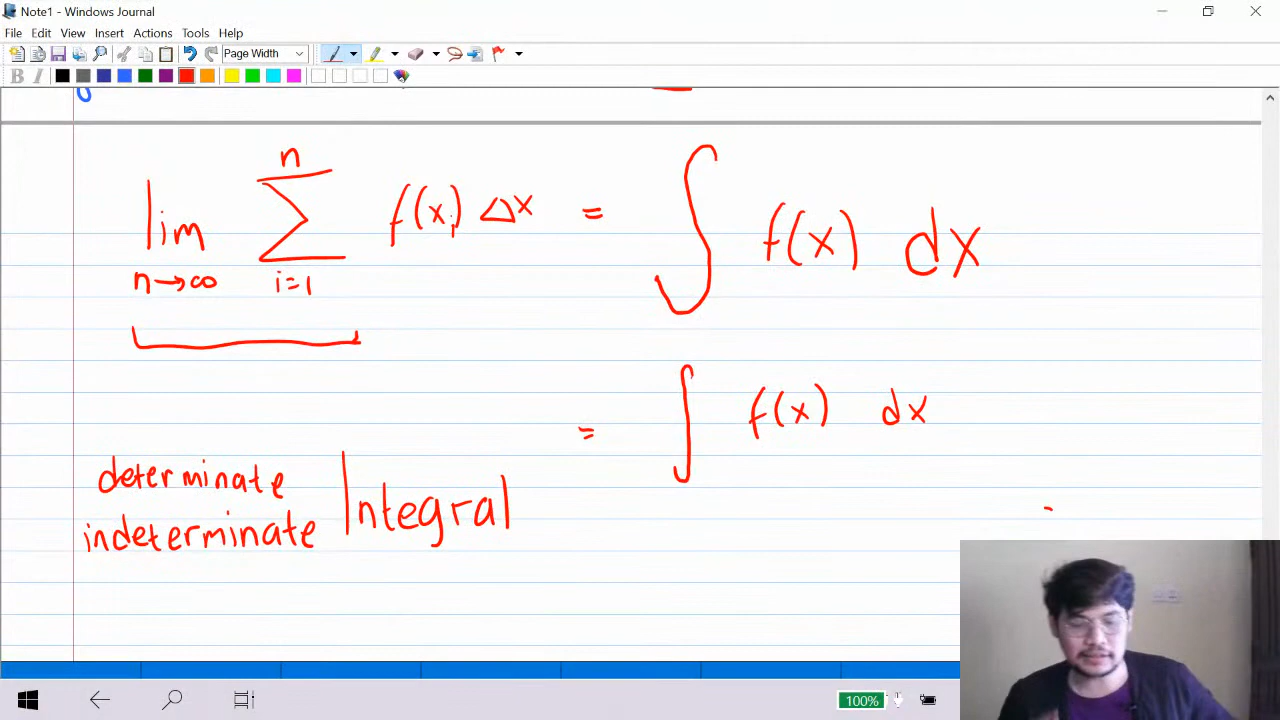 Note1 - Windows Journal
File Edit View Insert Actions Tools Help
Page Width
B I
lim n→∞ n ∑ i=1 f(xᵢ) Δx = ∫ f(x) dx
= ∫ f(x) dx
determinate
indeterminate Integral
100%